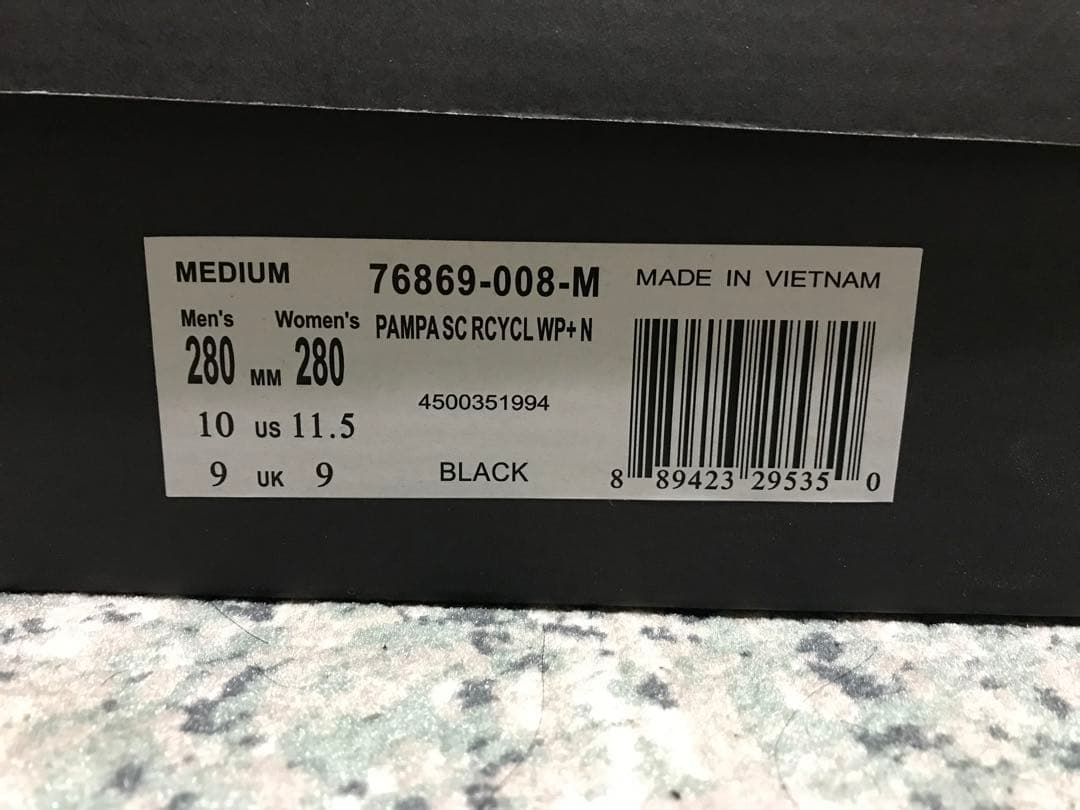 MEDIUM 76869-008-M MADE IN VIETNAM
Men's Women's PAMPA SC RCYCL WP+ N
280 MM 280
4500351994
10 US 11.5
9 UK 9 BLACK 8 89423 29535 0